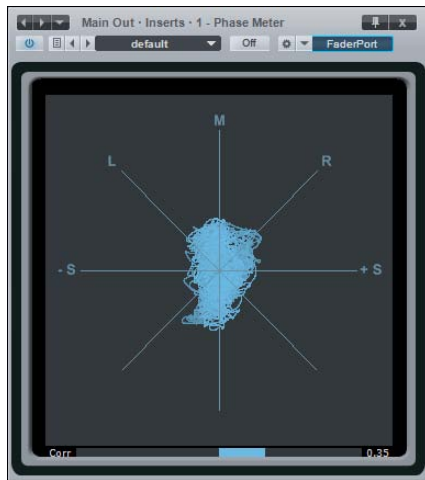 Main Out · Inserts · 1 - Phase Meter
X
default Off FaderPort
M
L R
- S + S
Corr 0.35